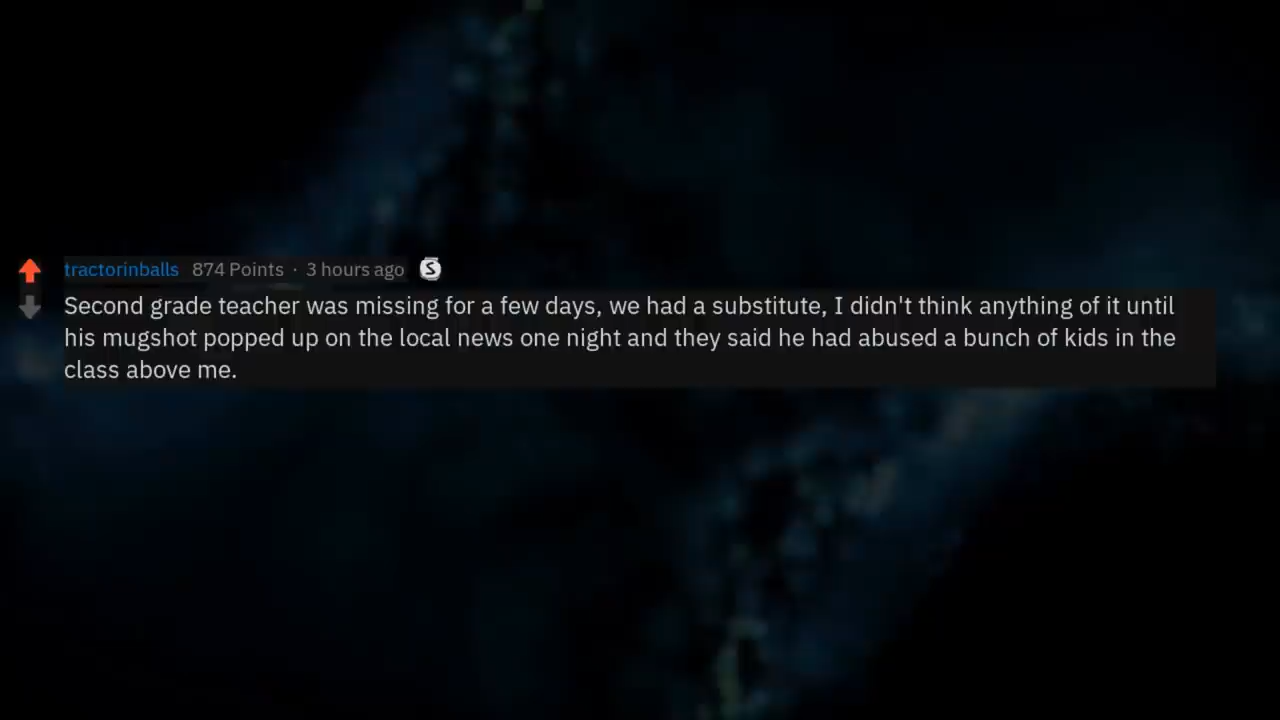 tractorinballs 874 Points · 3 hours ago S
Second grade teacher was missing for a few days, we had a substitute, I didn't think anything of it until
his mugshot popped up on the local news one night and they said he had abused a bunch of kids in the
class above me.